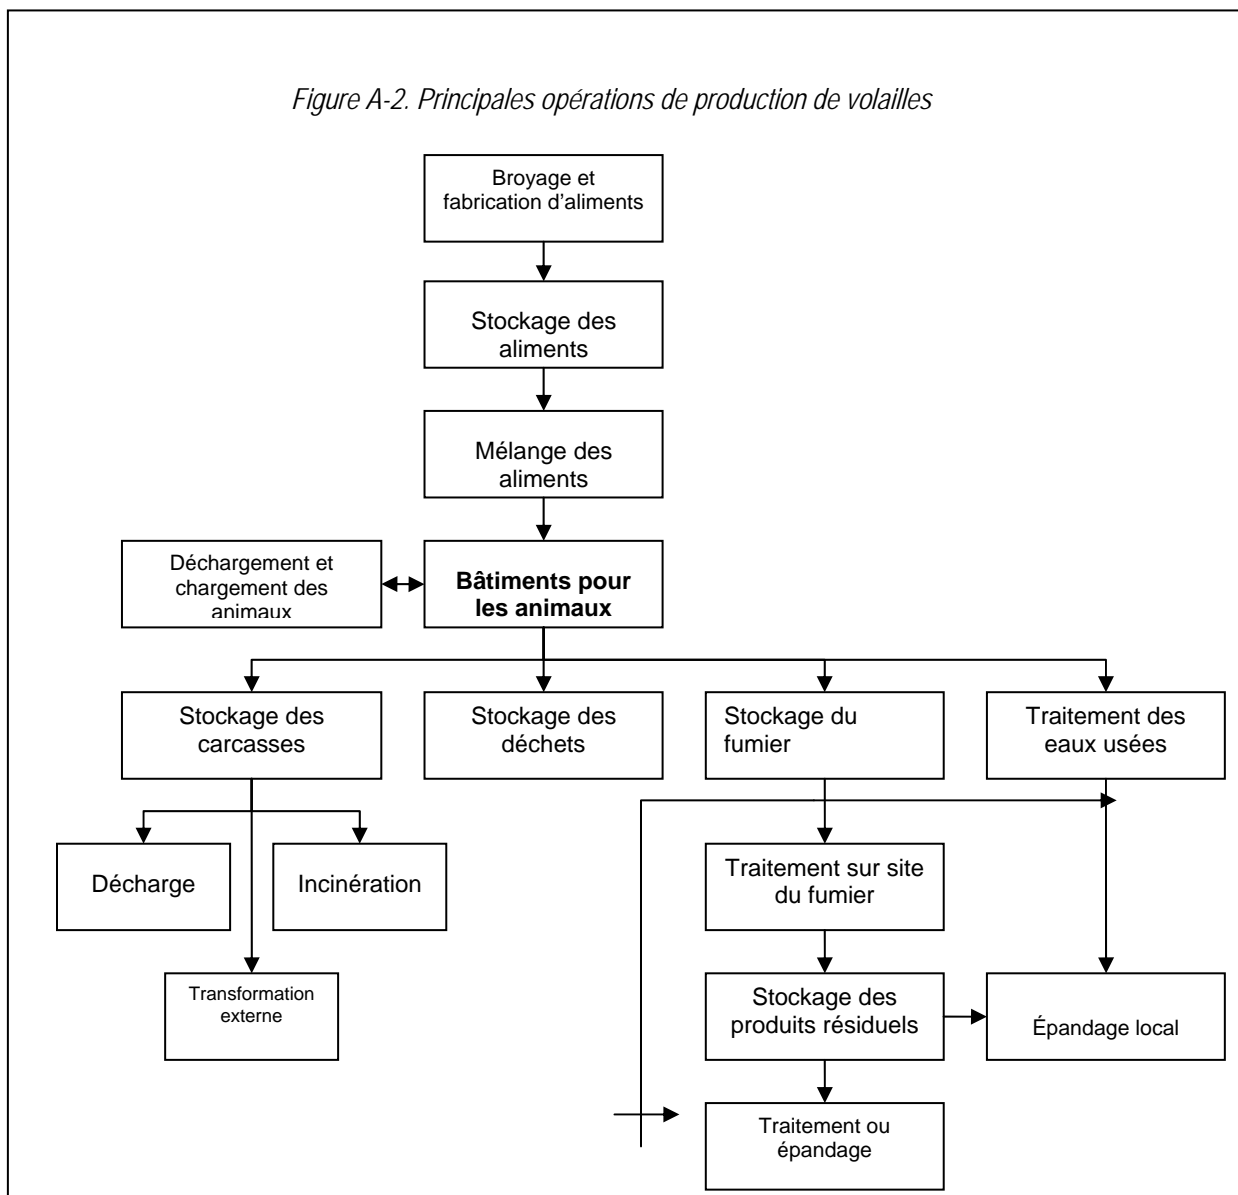 Figure A-2. Principales opérations de production de volailles
Broyage et
fabrication d'aliments
Stockage des
aliments
Mélange des
aliments
Déchargement et
chargement des
animaux
Bâtiments pour
les animaux
Stockage des
carcasses
Stockage des
déchets
Stockage du
fumier
Traitement des
eaux usées
Décharge
Incinération
Traitement sur site
du fumier
Transformation
externe
Stockage des
produits résiduels
Épandage local
Traitement ou
épandage